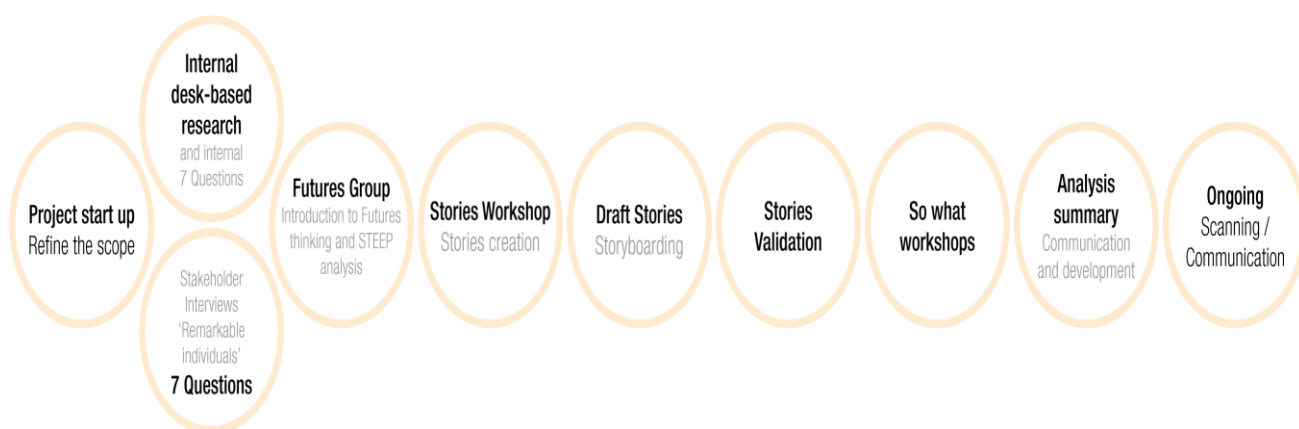 Project start up
Refine the scope
Internal
desk-based
research
and internal
7 Questions
Stakeholder
Interviews
‘Remarkable
individuals’
7 Questions
Futures Group
Introduction to Futures
thinking and STEEP
analysis
Stories Workshop
Stories creation
Draft Stories
Storyboarding
Stories
Validation
So what
workshops
Analysis
summary
Communication
and development
Ongoing
Scanning /
Communication